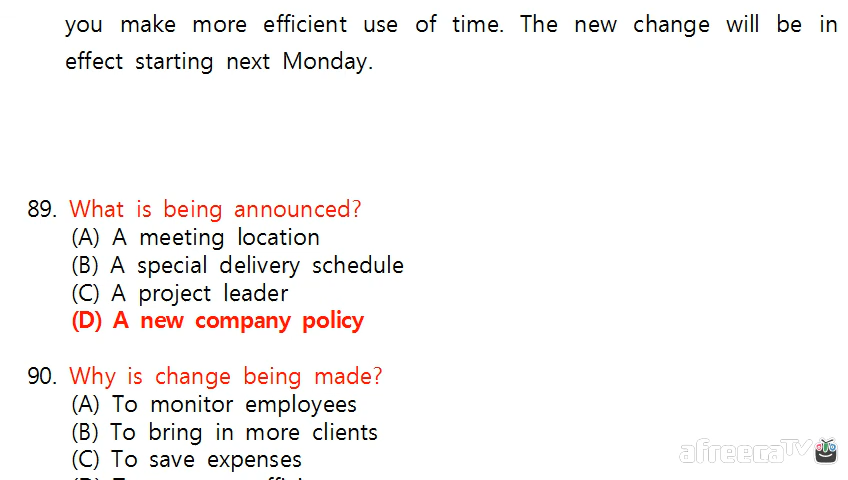 you make more efficient use of time. The new change will be in
effect starting next Monday.
89. What is being announced?
(A) A meeting location
(B) A special delivery schedule
(C) A project leader
(D) A new company policy
90. Why is change being made?
(A) To monitor employees
(B) To bring in more clients
(C) To save expenses
afreecaTV